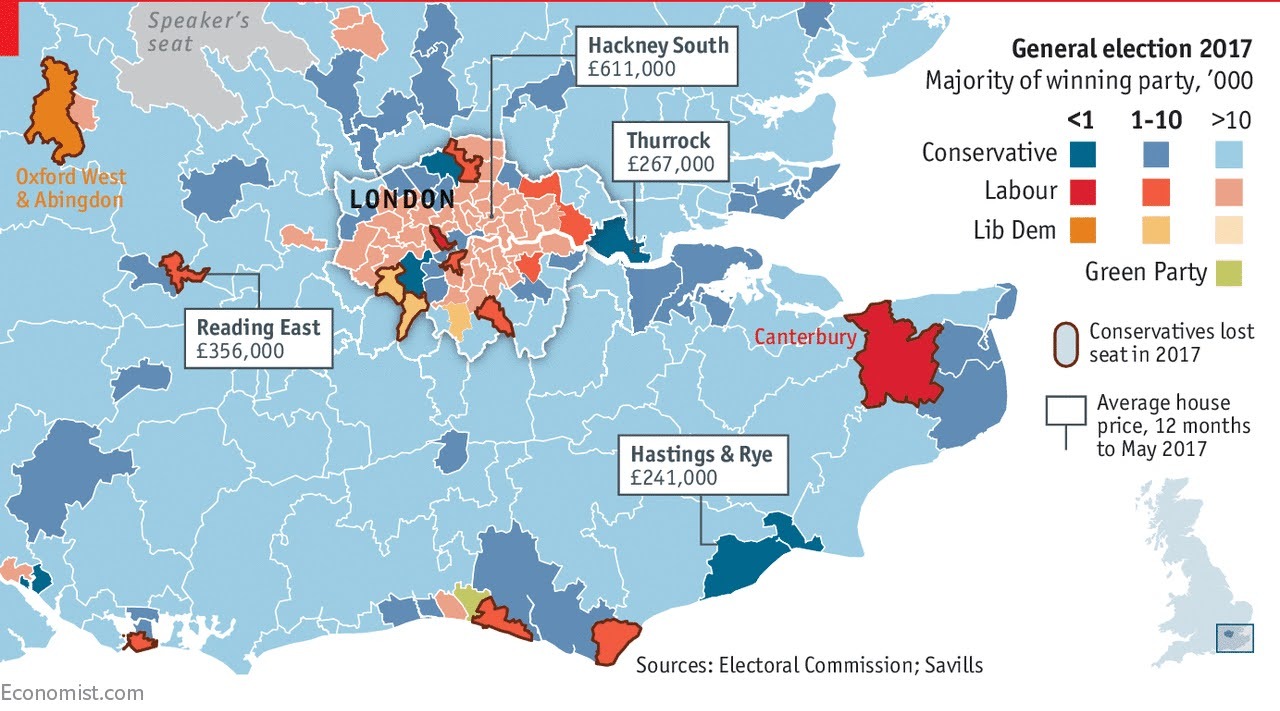 Speaker's
seat
Hackney South
£611,000
Thurrock
£267,000
LONDON
Oxford West
& Abingdon
Reading East
£356,000
Canterbury
Hastings & Rye
£241,000
General election 2017
Majority of winning party, ’000
<1 1-10 >10
Conservative
Labour
Lib Dem
Green Party
Conservatives lost
seat in 2017
Average house
price, 12 months
to May 2017
Sources: Electoral Commission; Savills
Economist.com